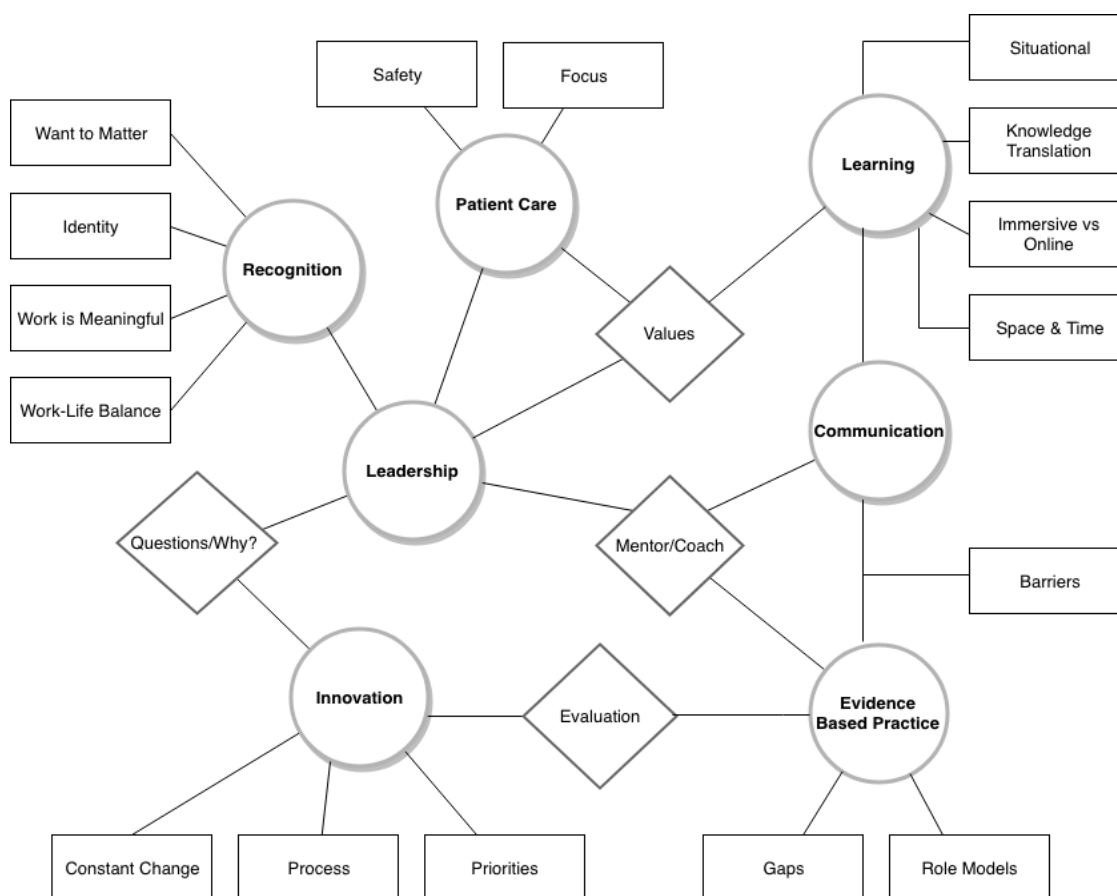 Situational
Safety
Focus
Want to Matter
Knowledge
Translation
Learning
Patient Care
Identity
Immersive vs
Online
Recognition
Work is Meaningful
Values
Space & Time
Work-Life Balance
Communication
Leadership
Questions/Why?
Mentor/Coach
Barriers
Innovation
Evaluation
Evidence
Based Practice
Constant Change
Process
Priorities
Gaps
Role Models